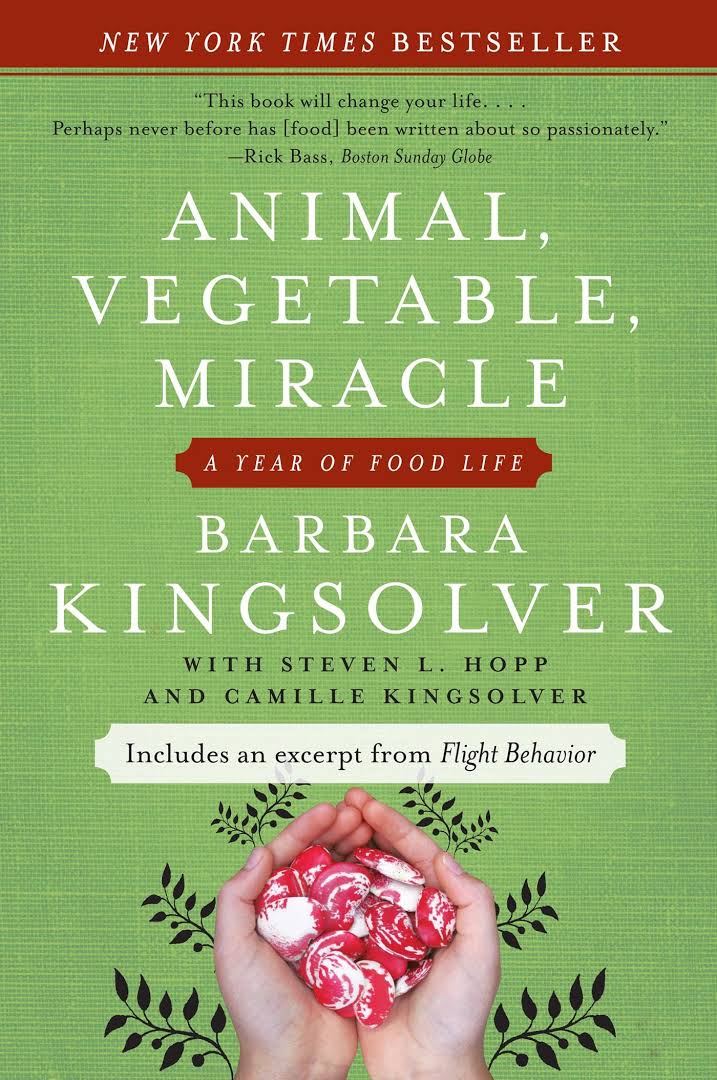 NEW YORK TIMES BESTSELLER
“This book will change your life. . . .
Perhaps never before has [food] been written about so passionately.”
—Rick Bass, Boston Sunday Globe
ANIMAL,
VEGETABLE,
MIRACLE
A YEAR OF FOOD LIFE
BARBARA
KINGSOLVER
WITH STEVEN L. HOPP
AND CAMILLE KINGSOLVER
Includes an excerpt from Flight Behavior